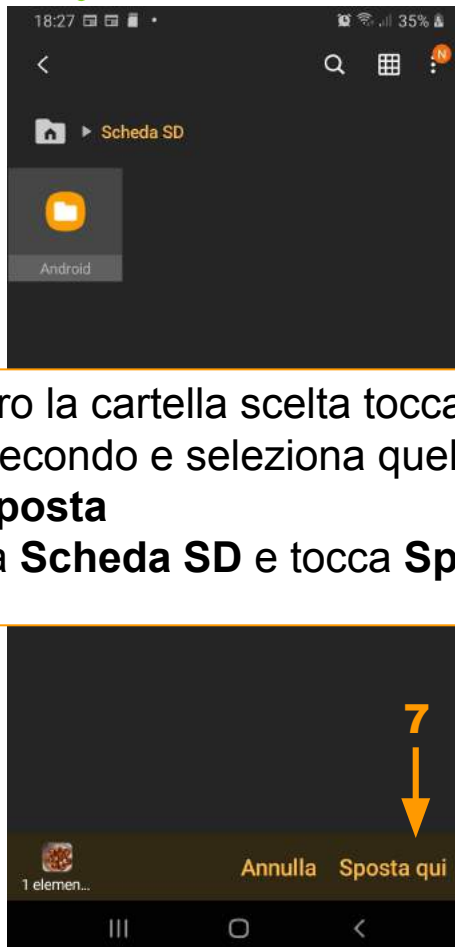 18:27 35%
N
Scheda SD
Android
ro la cartella scelta tocca
econdo e seleziona quel
posta
a Scheda SD e tocca Sp
7
1 elemen...
Annulla Sposta qui